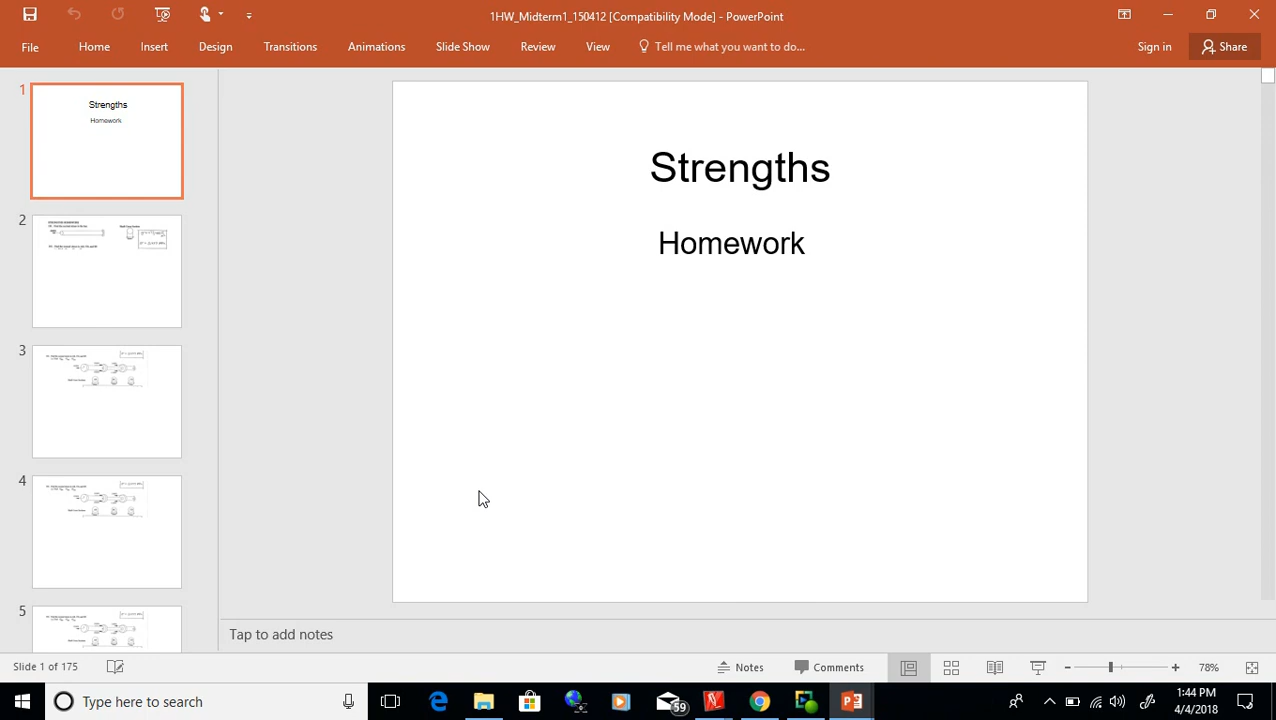 1HW_Midterm1_150412 [Compatibility Mode] - PowerPoint
File Home Insert Design Transitions Animations Slide Show Review View Tell me what you want to do... Sign in Share
1
Strengths
Homework
2
3
4
5
Strengths
Homework
Tap to add notes
Slide 1 of 175 Notes Comments 78%
Type here to search 59 1:44 PM
4/4/2018